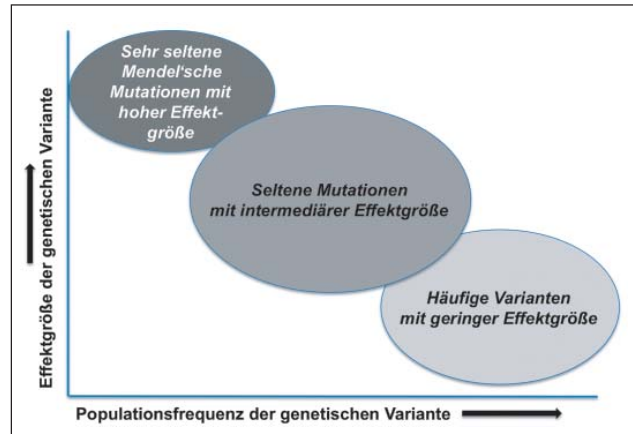 Sehr seltene
Mendel'sche
Mutationen mit
hoher Effekt-
größe
Seltene Mutationen
mit intermediärer Effektgröße
Häufige Varianten
mit geringer Effektgröße
Effektgröße der genetischen Variante
Populationsfrequenz der genetischen Variante